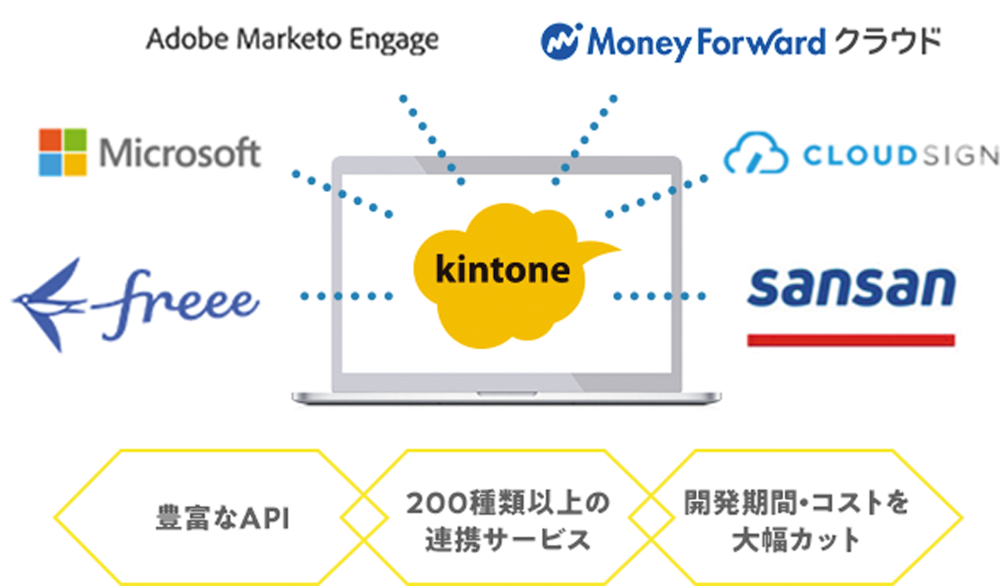 Adobe Marketo Engage
Money Forward クラウド
Microsoft
CLOUDSIGN
kintone
freee
sansan
豊富なAPI
200種類以上の
連携サービス
開発期間・コストを
大幅カット